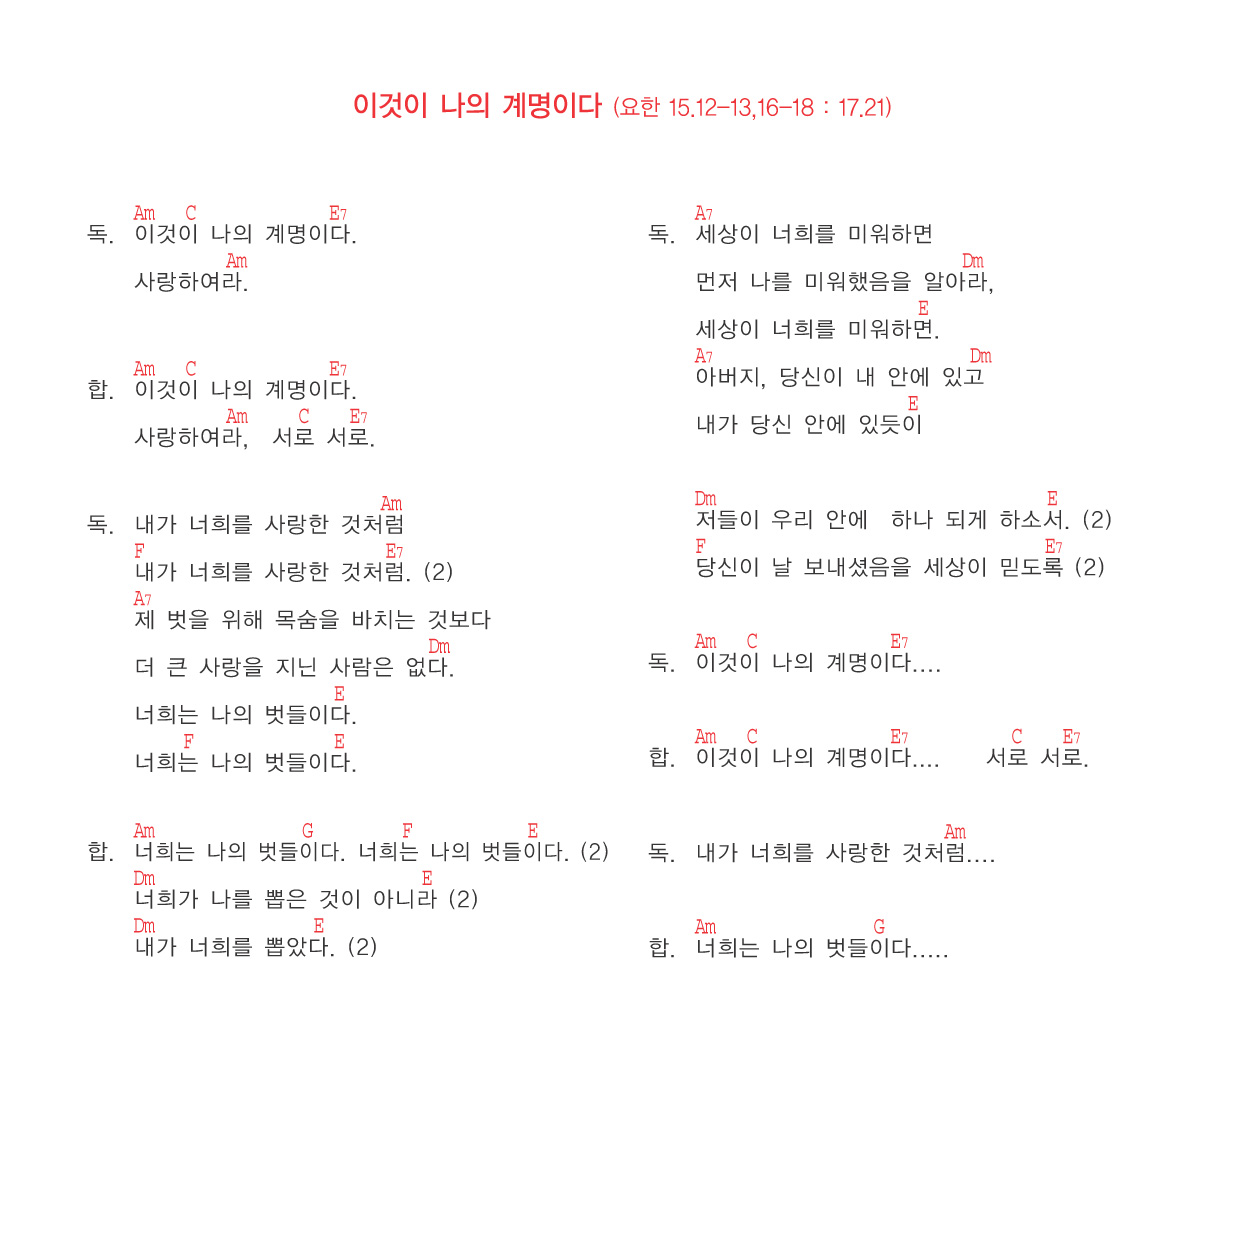 이것이 나의 계명이다 (요한 15.12-13,16-18 : 17.21)
Am C E7
독. 이것이 나의 계명이다.
Am
사랑하여라.
Am C E7
합. 이것이 나의 계명이다.
Am C E7
사랑하여라, 서로 서로.
Am
독. 내가 너희를 사랑한 것처럼
F E7
내가 너희를 사랑한 것처럼. (2)
A7
제 벗을 위해 목숨을 바치는 것보다
Dm
더 큰 사랑을 지닌 사람은 없다.
E
너희는 나의 벗들이다.
F E
너희는 나의 벗들이다.
Am G F E
합. 너희는 나의 벗들이다. 너희는 나의 벗들이다. (2)
Dm E
너희가 나를 뽑은 것이 아니라 (2)
Dm E
내가 너희를 뽑았다. (2)
A7
독. 세상이 너희를 미워하면
Dm
먼저 나를 미워했음을 알아라,
E
세상이 너희를 미워하면.
A7 Dm
아버지, 당신이 내 안에 있고
E
내가 당신 안에 있듯이
Dm E
저들이 우리 안에 하나 되게 하소서. (2)
F E7
당신이 날 보내셨음을 세상이 믿도록 (2)
Am C E7
독. 이것이 나의 계명이다....
Am C E7 C E7
합. 이것이 나의 계명이다.... 서로 서로.
Am
독. 내가 너희를 사랑한 것처럼....
Am G
합. 너희는 나의 벗들이다.....